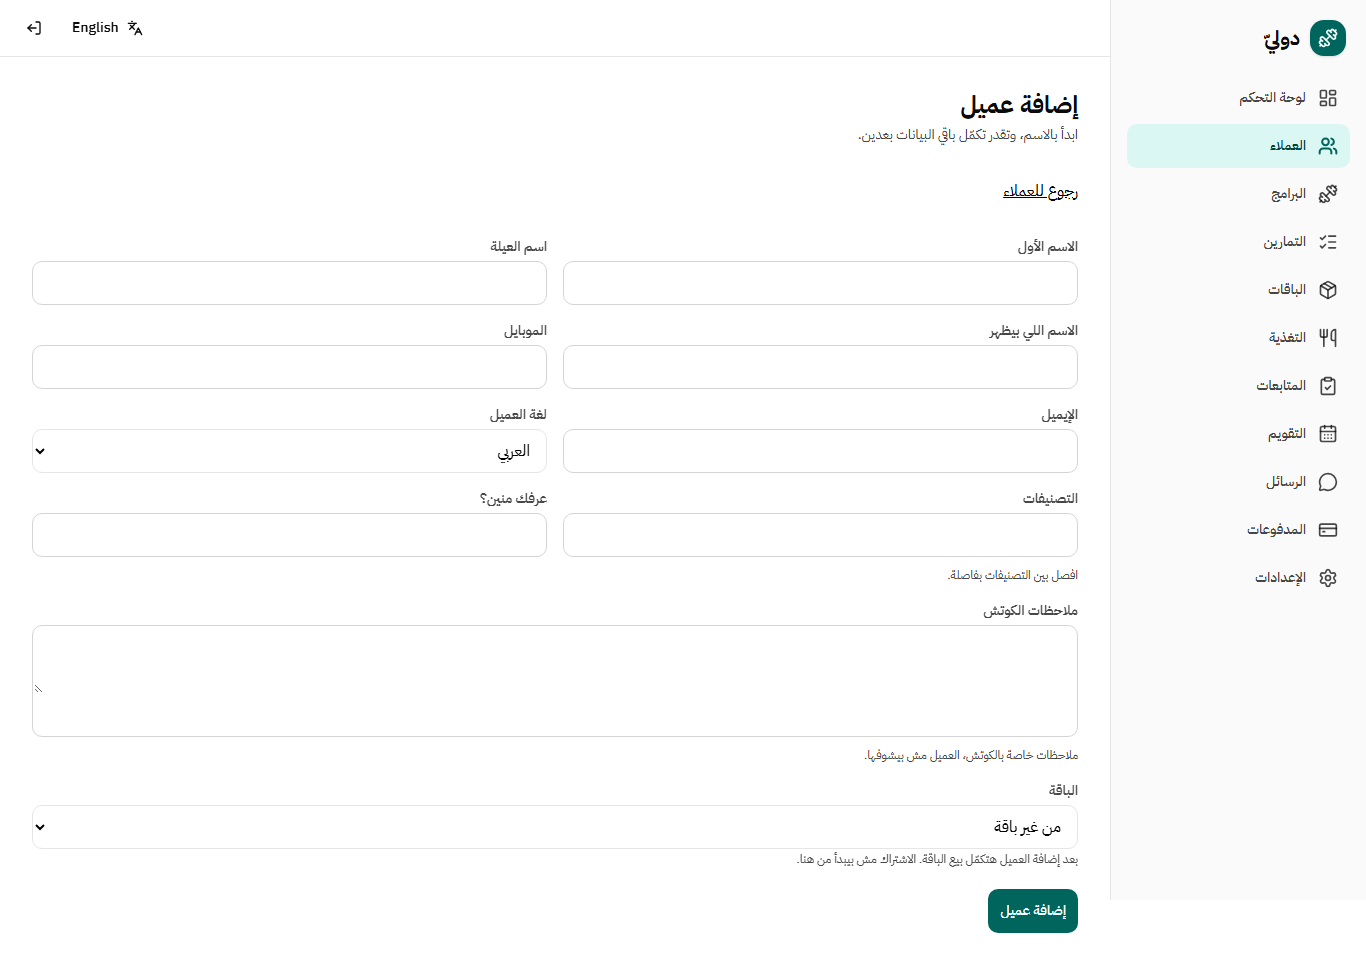 دوليّ
لوحة التحكم
العملاء
البرامج
التمارين
الباقات
التغذية
المتابعات
التقويم
الرسائل
المدفوعات
الإعدادات
English
إضافة عميل
ابدأ بالاسم، وتقدر تكمّل باقي البيانات بعدين.
رجوع للعملاء
الاسم الأول
اسم العيلة
الاسم اللي بيظهر
الموبايل
الإيميل
لغة العميل
العربي
التصنيفات
عرفك منين؟
افصل بين التصنيفات بفاصلة.
ملاحظات الكوتش
ملاحظات خاصة بالكوتش، العميل مش بيشوفها.
الباقة
من غير باقة
بعد إضافة العميل هتكمّل بيع الباقة. الاشتراك مش بيبدأ من هنا.
إضافة عميل